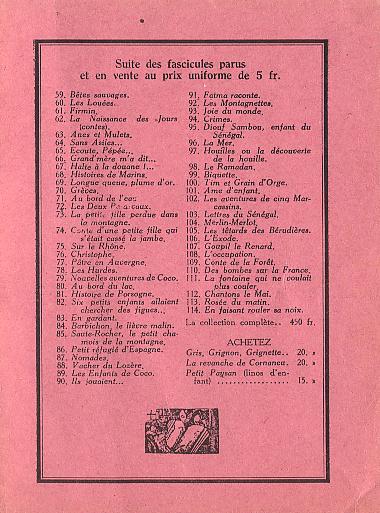 Suite des fascicules parus
et en vente au prix uniforme de 5 fr.
59. Bêtes sauvages.
60. Les Louées.
61. Firmin.
62. La Naissance des Jours
(contes).
63. Anes et Mulets,
64. Sans Asiles...
65. Ecoute, Pépée...
66. Grand'mère m'a dit...
67. Halte à la douane !...
68. Histoires de Marins,
69. Longue queue, plume d'or.
70. Grèves,
71. Au bord de l'eau
72. Les Deux
73. La petite fille perdue dans
la montagne.
74. Conte d'une petite fille qui
s'était cassé la jambe,
75. Sur le Rhône.
76. Christophe,
77. Pâtre en Auvergne,
78. Les Hurdes.
79. Nouvelles aventures de Coco.
80. Au bord du lac,
81. Histoire de Porsogne,
82. Six petits enfants allaient
chercher des figues..,
83. En gardant.
84. Barbichon, le lièvre malin.
85. Saute-Rocher, le petit cha-
mois de la montagne,
86. Petit réfugié d'Espagne.
87. Nomades,
88. Vacher du Lozère,
89. Les Enfants de Coco.
90. Ils jouaient...
91. Fatma raconte.
92. Les Montagnettes,
93. Joie du monde,
94. Crimes.
95. Diouf Sambou, enfant du
Sénégal.
96. La Mer.
97. Houilles ou la découverte
de la houille.
98. Le Ramadan,
99. Biquette,
100. Tim et Grain d'Orge,
101. Ame d'enfant,
102. Les aventures de cinq Mar-
cassins,
103. Lettres du Sénégal,
104. Merlin-Merlot,
105. Les têtards des Bérudières.
106. L'Exode.
107. Goupil le Renard,
108. L'occupation,
109. Conte de la Forêt,
110. Des bombes sur la France,
111. La fontaine qui ne voulait
plus couler,
112. Chantons le Mai.
113. Rosée du matin.
114. En faisant rouler sa noix.
La collection complète.. 450 fr.
ACHETEZ
Gris, Grignon, Grignette.. 20. »
La revanche de Cornancu. 20. »
Petit Paysan (linos d'en-
fant) .................. 15. »